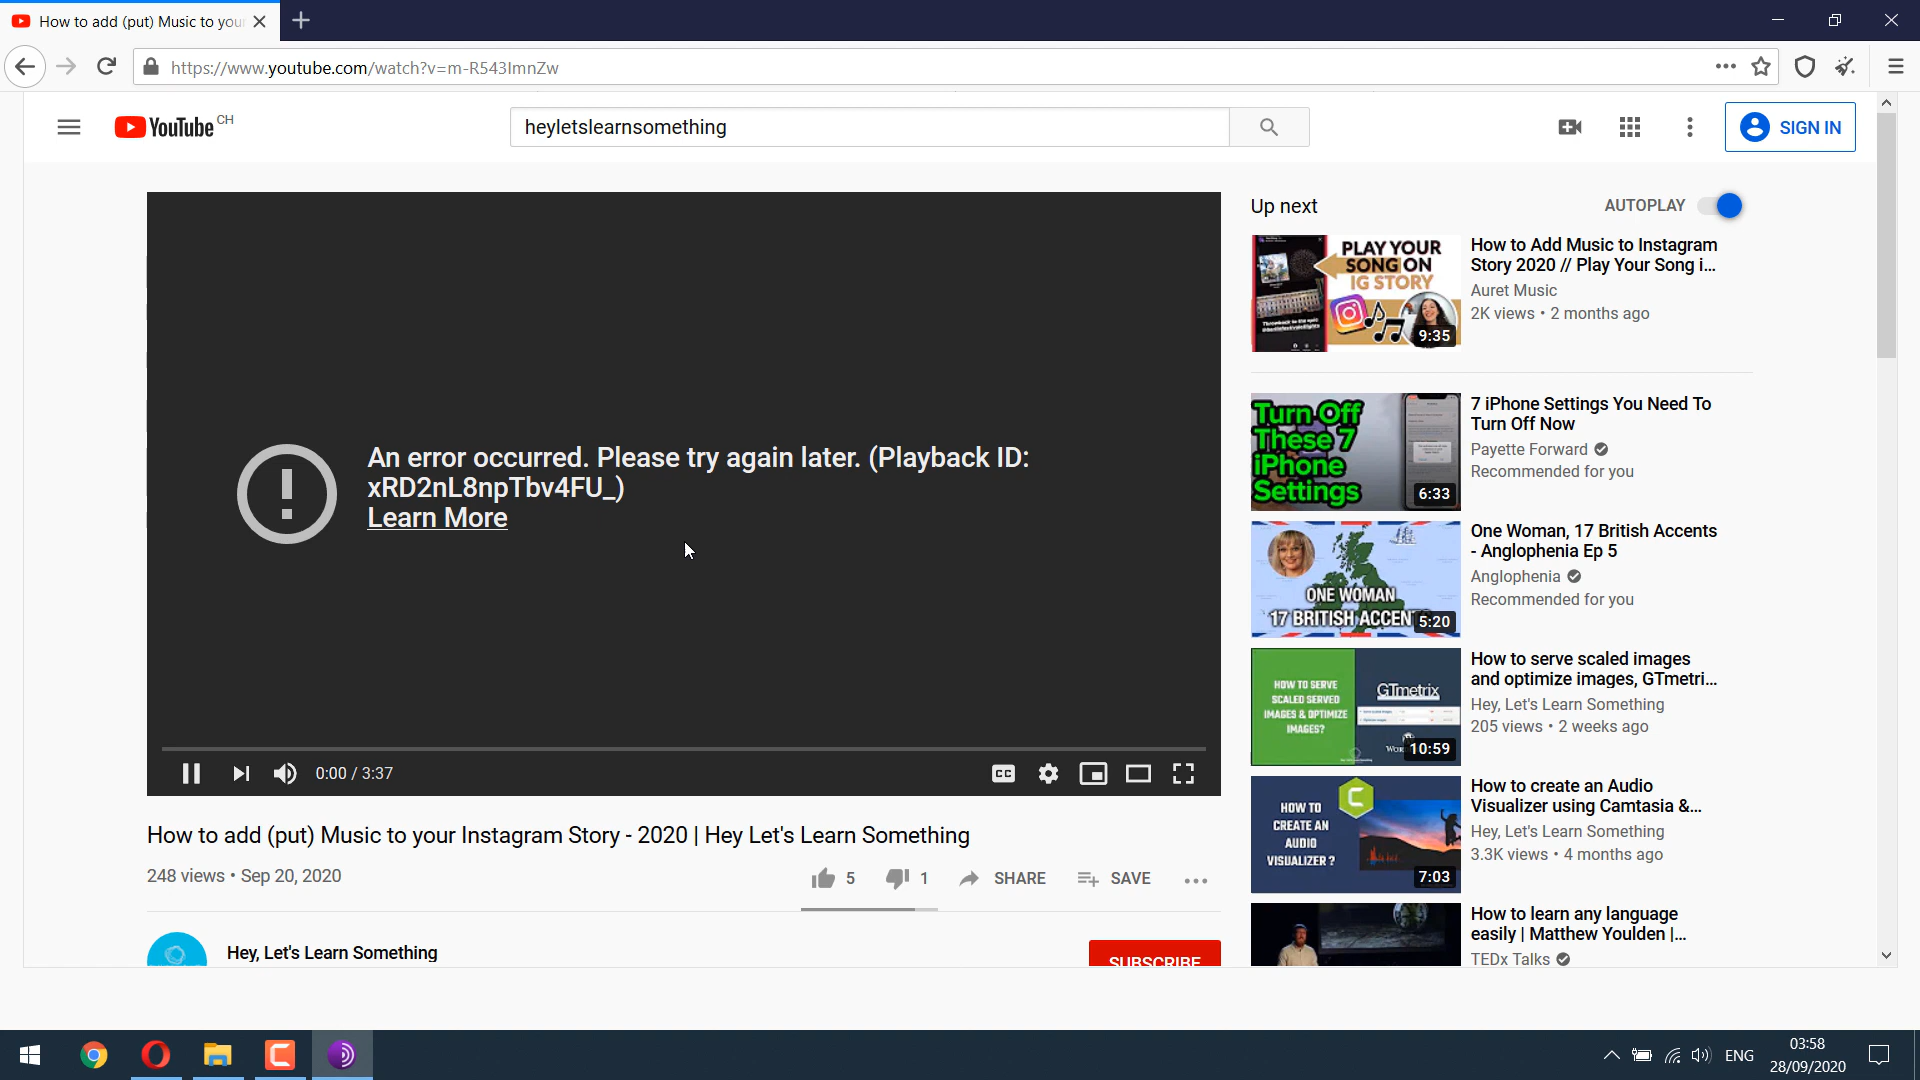 How to add (put) Music to you
https://www.youtube.com/watch?v=m-R543ImnZw
YouTube CH
heyletslearnsomething
SIGN IN
An error occurred. Please try again later. (Playback ID:
xRD2nL8npTbv4FU_)
Learn More
0:00 / 3:37
CC
How to add (put) Music to your Instagram Story - 2020 | Hey Let's Learn Something
248 views • Sep 20, 2020
5
1
SHARE
SAVE
Hey, Let's Learn Something
SUBSCRIBE
Up next
AUTOPLAY
PLAY YOUR
SONG ON
IG STORY
9:35
How to Add Music to Instagram
Story 2020 // Play Your Song i...
Auret Music
2K views • 2 months ago
Turn Off
These 7
iPhone
Settings
6:33
7 iPhone Settings You Need To
Turn Off Now
Payette Forward
Recommended for you
ONE WOMAN
17 BRITISH ACCEN
5:20
One Woman, 17 British Accents
- Anglophenia Ep 5
Anglophenia
Recommended for you
HOW TO SERVE
SCALED SERVED
IMAGES & OPTIMIZE
IMAGES?
GTmetrix
10:59
How to serve scaled images
and optimize images, GTmetri...
Hey, Let's Learn Something
205 views • 2 weeks ago
HOW TO
CREATE AN
AUDIO
VISUALIZER ?
7:03
How to create an Audio
Visualizer using Camtasia &...
Hey, Let's Learn Something
3.3K views • 4 months ago
How to learn any language
easily | Matthew Youlden |...
TEDx Talks
ENG
03:58
28/09/2020